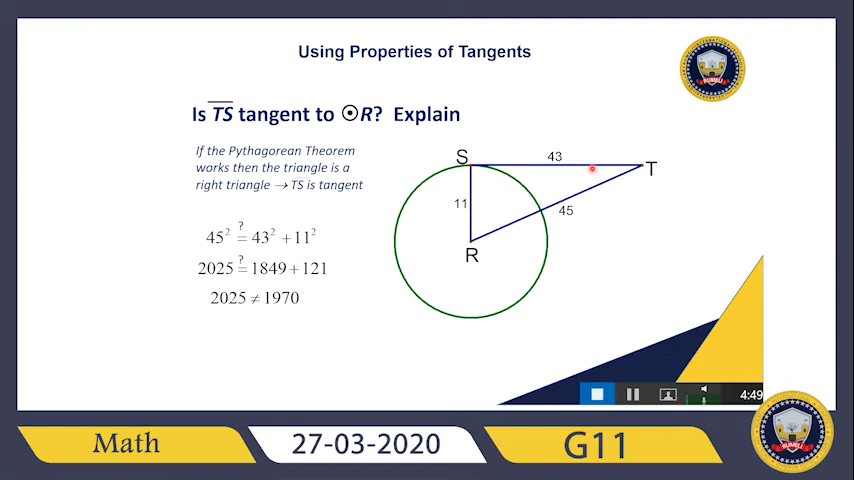 Using Properties of Tangents
Is TS tangent to ⊙R? Explain
If the Pythagorean Theorem
works then the triangle is a
right triangle → TS is tangent
45² ≟ 43² + 11²
2025 ≟ 1849 + 121
2025 ≠ 1970
S
43
T
11
45
R
4:49
Math
27-03-2020
G11